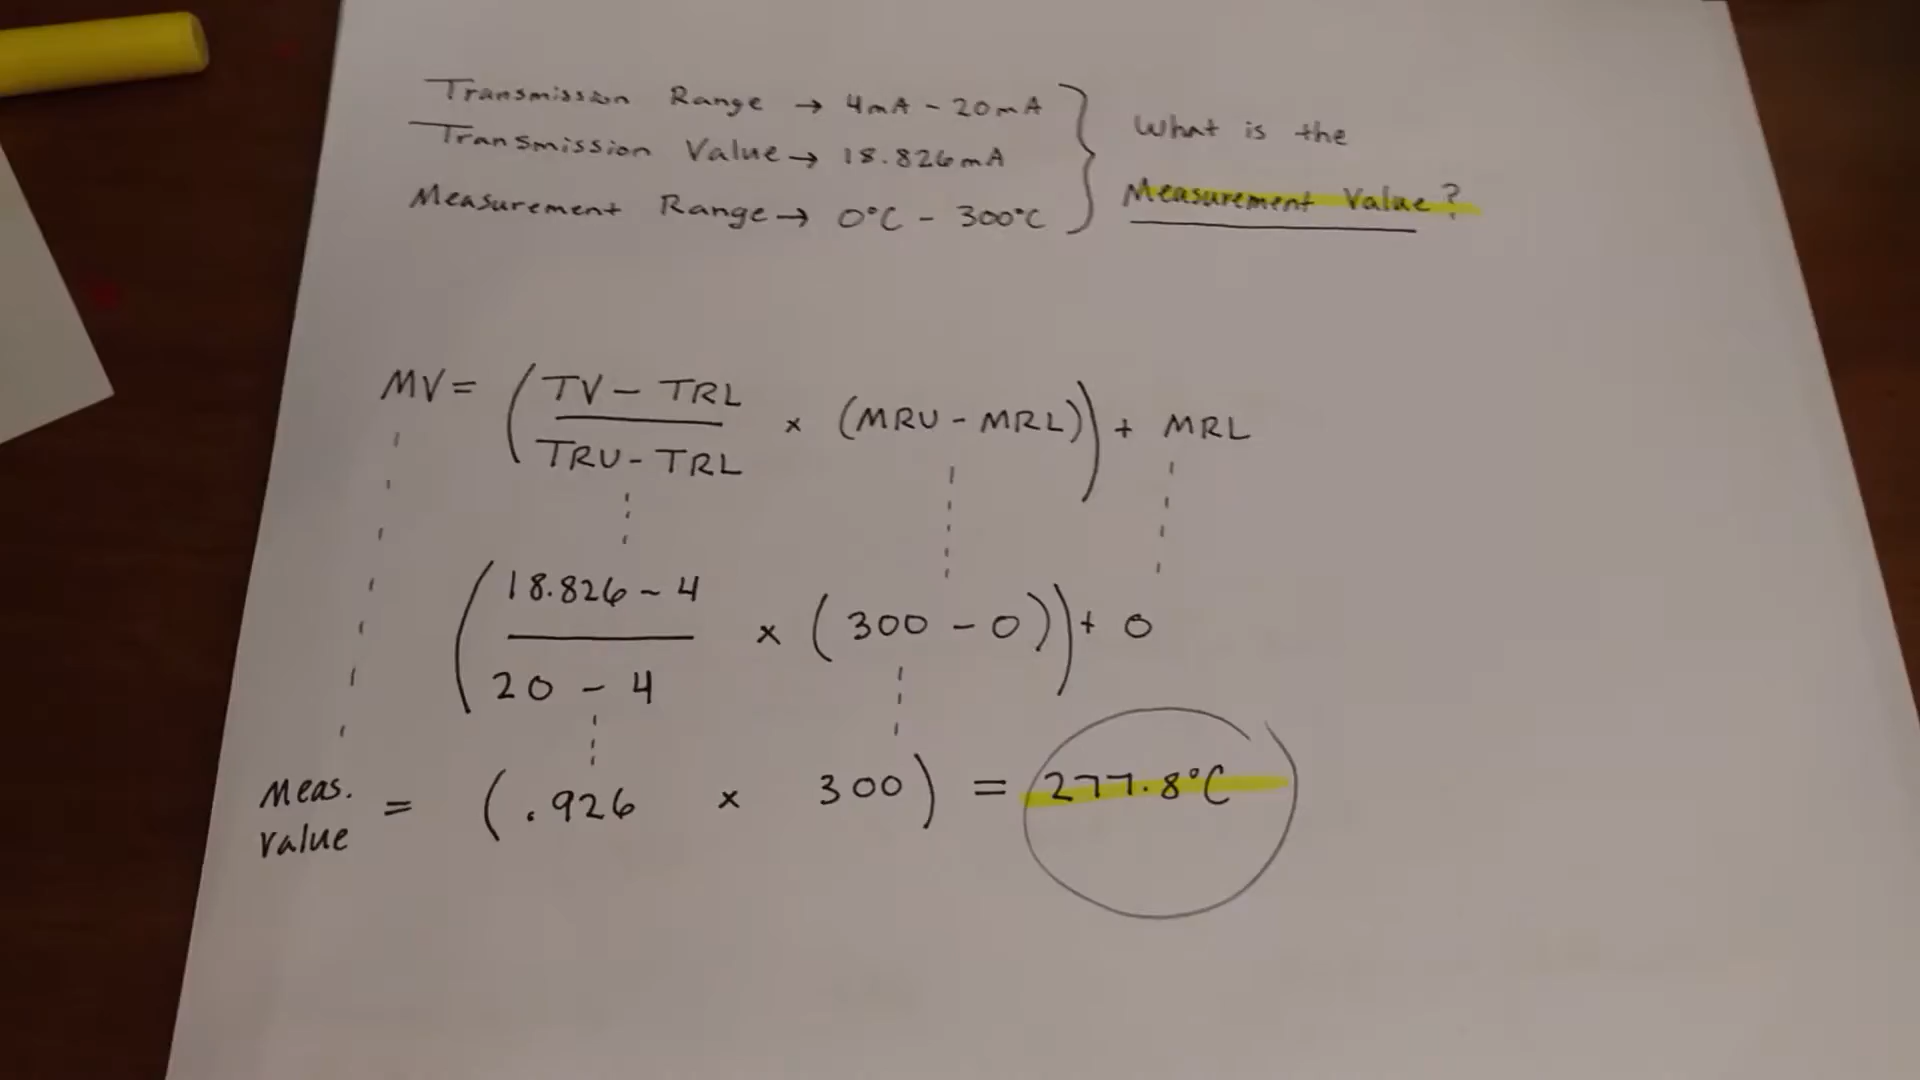 Transmission Range → 4mA - 20mA
Transmission Value → 18.826mA
Measurement Range → 0°C - 300°C
What is the
Measurement Value?
MV = ( TV - TRL / TRU - TRL × (MRU - MRL) ) + MRL
( 18.826 - 4 / 20 - 4 × ( 300 - 0 ) ) + 0
Meas. value = ( .926 × 300 ) = 277.8°C